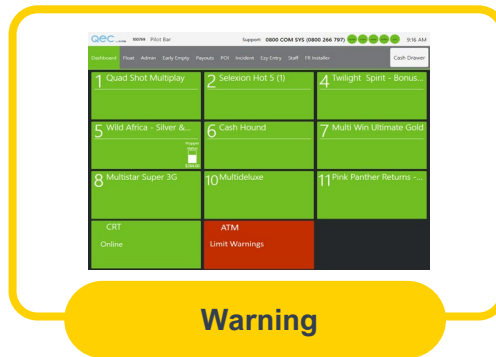 QEC
100704 Pilot Bar Support: 0800 COM SYS (0800 266 797) 9:16 AM
Dashboard Float Admin Early Empty Payouts POI Incident Ezy Entry Staff FR Installer Cash Drawer
1 Quad Shot Multiplay
2 Selexion Hot 5 (1)
4 Twilight Spirit - Bonus...
5 Wild Africa - Silver &...
Hopper
6 Cash Hound
7 Multi Win Ultimate Gold
8 Multistar Super 3G
10 Multideluxe
11 Pink Panther Returns -...
CRT
Online
ATM
Limit Warnings
Warning